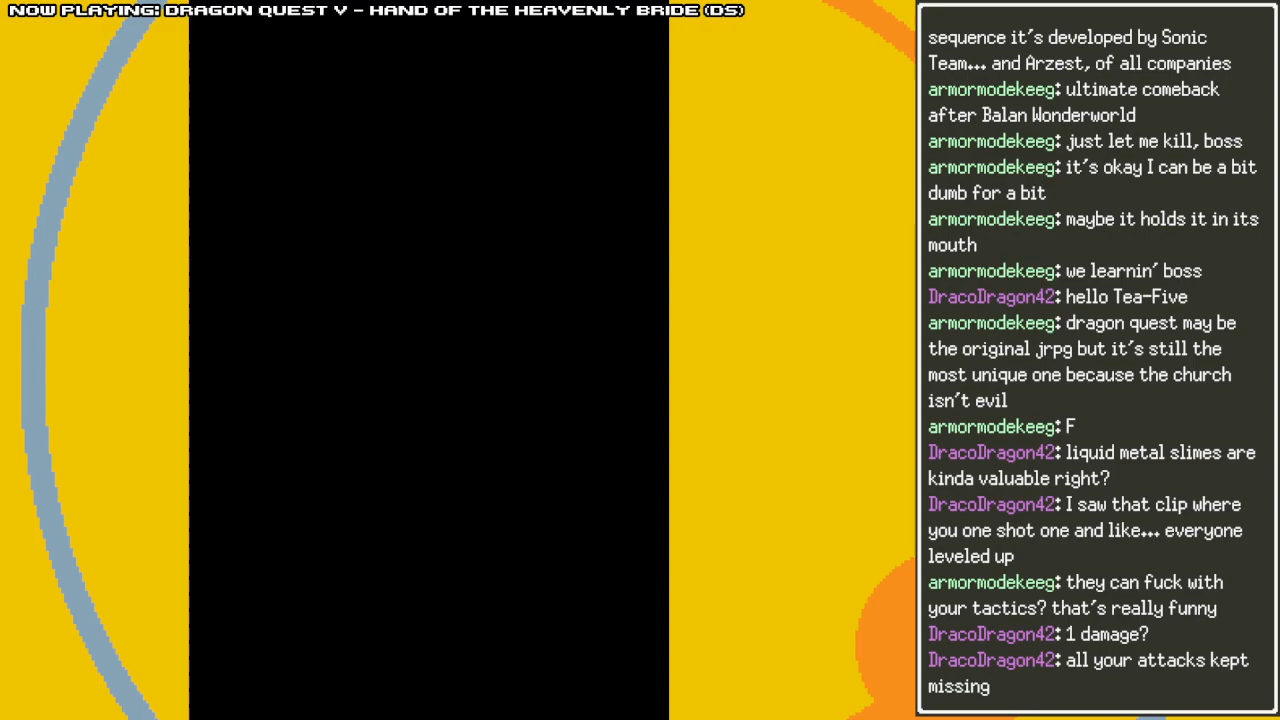 NOW PLAYING: DRAGON QUEST V - HAND OF THE HEAVENLY BRIDE (DS)
sequence it's developed by Sonic
Team... and Arzest, of all companies
armormodekeeg: ultimate comeback
after Balan Wonderworld
armormodekeeg: just let me kill, boss
armormodekeeg: it's okay I can be a bit
dumb for a bit
armormodekeeg: maybe it holds it in its
mouth
armormodekeeg: we learnin' boss
DracoDragon42: hello Tea-Five
armormodekeeg: dragon quest may be
the original jrpg but it's still the
most unique one because the church
isn't evil
armormodekeeg: F
DracoDragon42: liquid metal slimes are
kinda valuable right?
DracoDragon42: I saw that clip where
you one shot one and like... everyone
leveled up
armormodekeeg: they can fuck with
your tactics? that's really funny
DracoDragon42: 1 damage?
DracoDragon42: all your attacks kept
missing